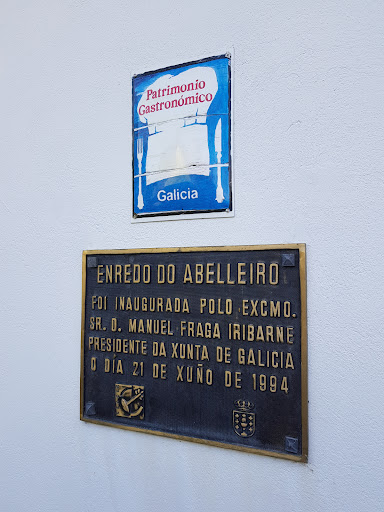 Patrimonio
Gastronómico
Galicia
ENREDO DO ABELLEIRO
FOI INAUGURADA POLO EXCMO.
SR. D. MANUEL FRAGA IRIBARNE
PRESIDENTE DA XUNTA DE GALICIA
O DÍA 21 DE XUÑO DE 1994